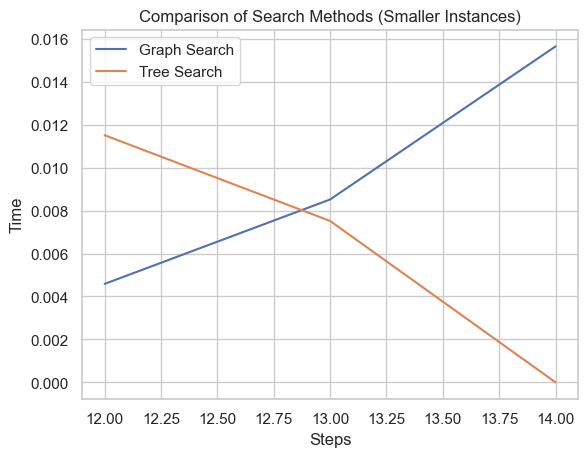 Comparison of Search Methods (Smaller Instances)
Graph Search
Tree Search
0.016
0.014
0.012
0.010
0.008
0.006
0.004
0.002
0.000
Time
12.00 12.25 12.50 12.75 13.00 13.25 13.50 13.75 14.00
Steps